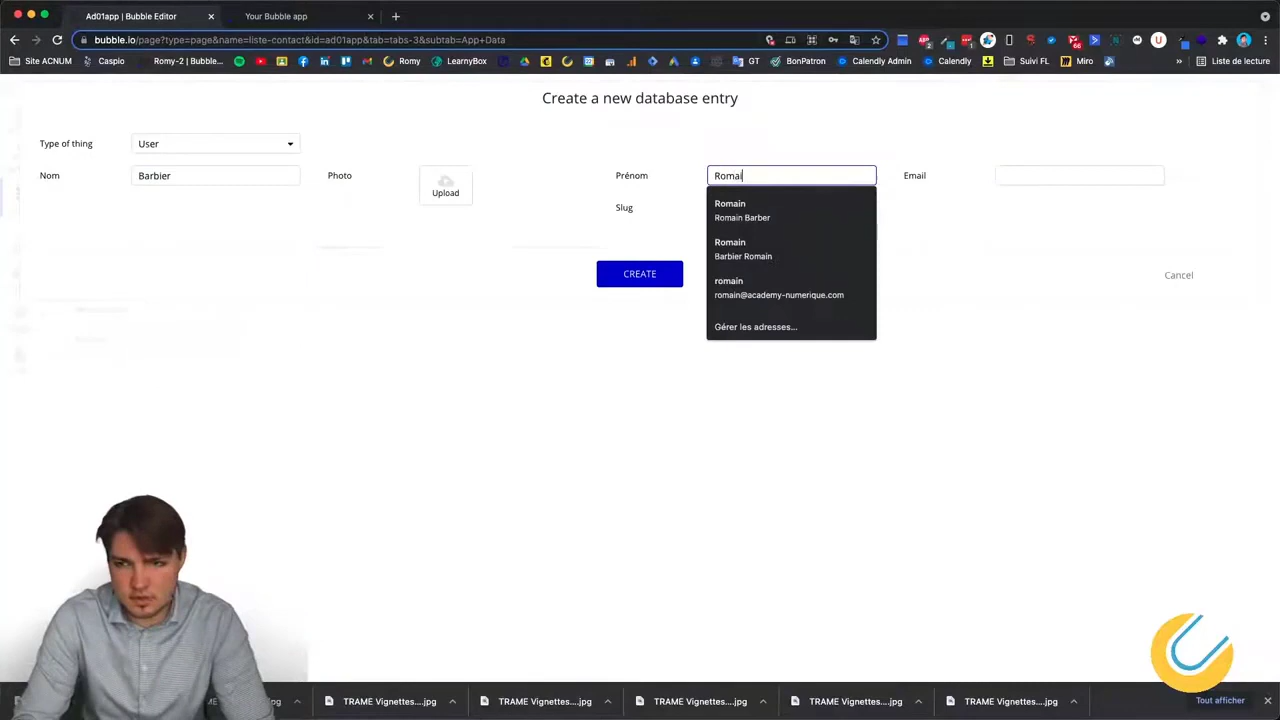 Ad01app | Bubble Editor
Your Bubble app
bubble.io/page?type=page&name=liste-contact&id=ad01app&tab=tabs-3&subtab=App+Data
Site ACNUM
Caspio
Romy-2 | Bubble...
Romy
LearnyBox
GT
BonPatron
Calendly Admin
Calendly
Suivi FL
Miro
Liste de lecture
Create a new database entry
Type of thing
User
Nom
Barbier
Photo
Upload
Prénom
Romai
Email
Slug
Romain
Romain Barber
Romain
Barbier Romain
romain
romain@academy-numerique.com
Gérer les adresses...
CREATE
Cancel
TRAME Vignettes....jpg
TRAME Vignettes....jpg
TRAME Vignettes....jpg
TRAME Vignettes....jpg
TRAME Vignettes....jpg
Tout afficher